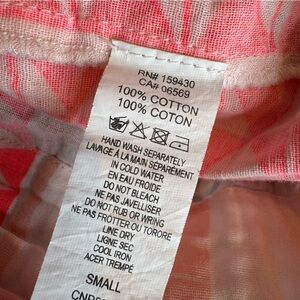 RN# 159430
CA# 06569
100% COTTON
100% COTON
HAND WASH SEPARATELY
LAVAGE À LA MAIN SEPAREMENT
IN COLD WATER
EN EAU FROIDE
DO NOT BLEACH
NE PAS JAVELLISER
DO NOT RUB OR WRING
NE PAS FROTTER OU TORDRE
LINE DRY
LIGNE SEC
COOL IRON
ACER TREMPÉ
SMALL